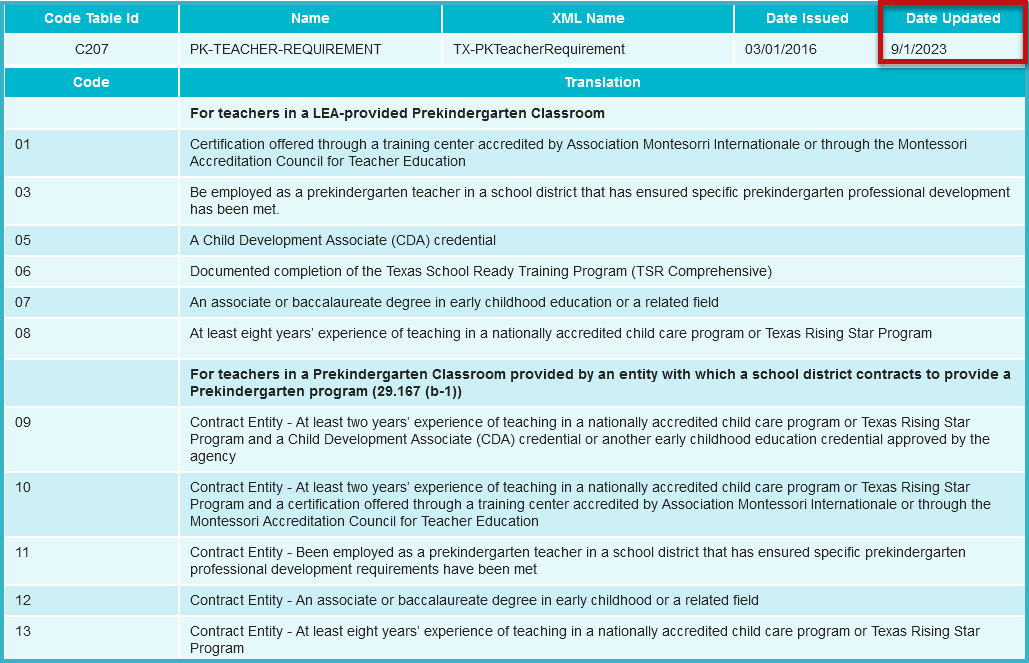 Code Table Id Name XML Name Date Issued Date Updated
C207 PK-TEACHER-REQUIREMENT TX-PKTeacherRequirement 03/01/2016 9/1/2023
Code Translation
For teachers in a LEA-provided Prekindergarten Classroom
01 Certification offered through a training center accredited by Association Montesorri Internationale or through the Montessori
Accreditation Council for Teacher Education
03 Be employed as a prekindergarten teacher in a school district that has ensured specific prekindergarten professional development
has been met.
05 A Child Development Associate (CDA) credential
06 Documented completion of the Texas School Ready Training Program (TSR Comprehensive)
07 An associate or baccalaureate degree in early childhood education or a related field
08 At least eight years’ experience of teaching in a nationally accredited child care program or Texas Rising Star Program
For teachers in a Prekindergarten Classroom provided by an entity with which a school district contracts to provide a
Prekindergarten program (29.167 (b-1))
09 Contract Entity - At least two years’ experience of teaching in a nationally accredited child care program or Texas Rising Star
Program and a Child Development Associate (CDA) credential or another early childhood education credential approved by the
agency
10 Contract Entity - At least two years’ experience of teaching in a nationally accredited child care program or Texas Rising Star
Program and a certification offered through a training center accredited by Association Montessori Internationale or through the
Montessori Accreditation Council for Teacher Education
11 Contract Entity - Been employed as a prekindergarten teacher in a school district that has ensured specific prekindergarten
professional development requirements have been met
12 Contract Entity - An associate or baccalaureate degree in early childhood or a related field
13 Contract Entity - At least eight years’ experience of teaching in a nationally accredited child care program or Texas Rising Star
Program